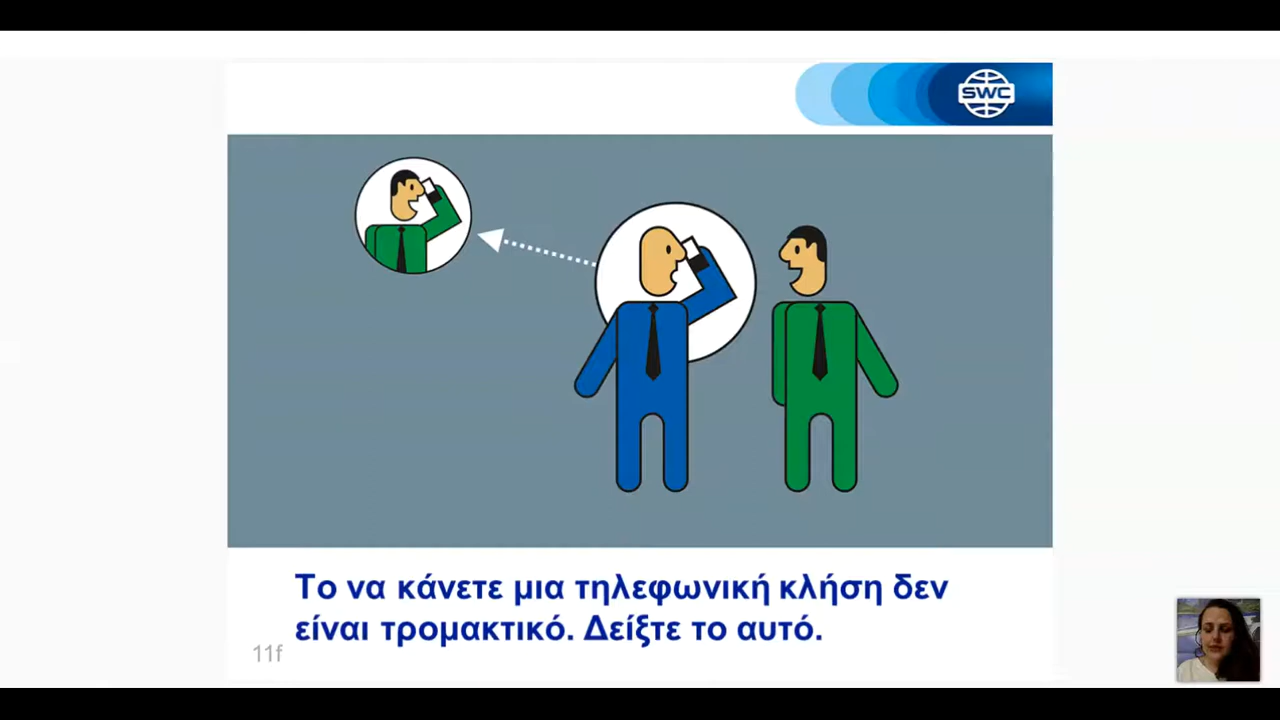 SWC
Το να κάνετε μια τηλεφωνική κλήση δεν
είναι τρομακτικό. Δείξτε το αυτό.
11f